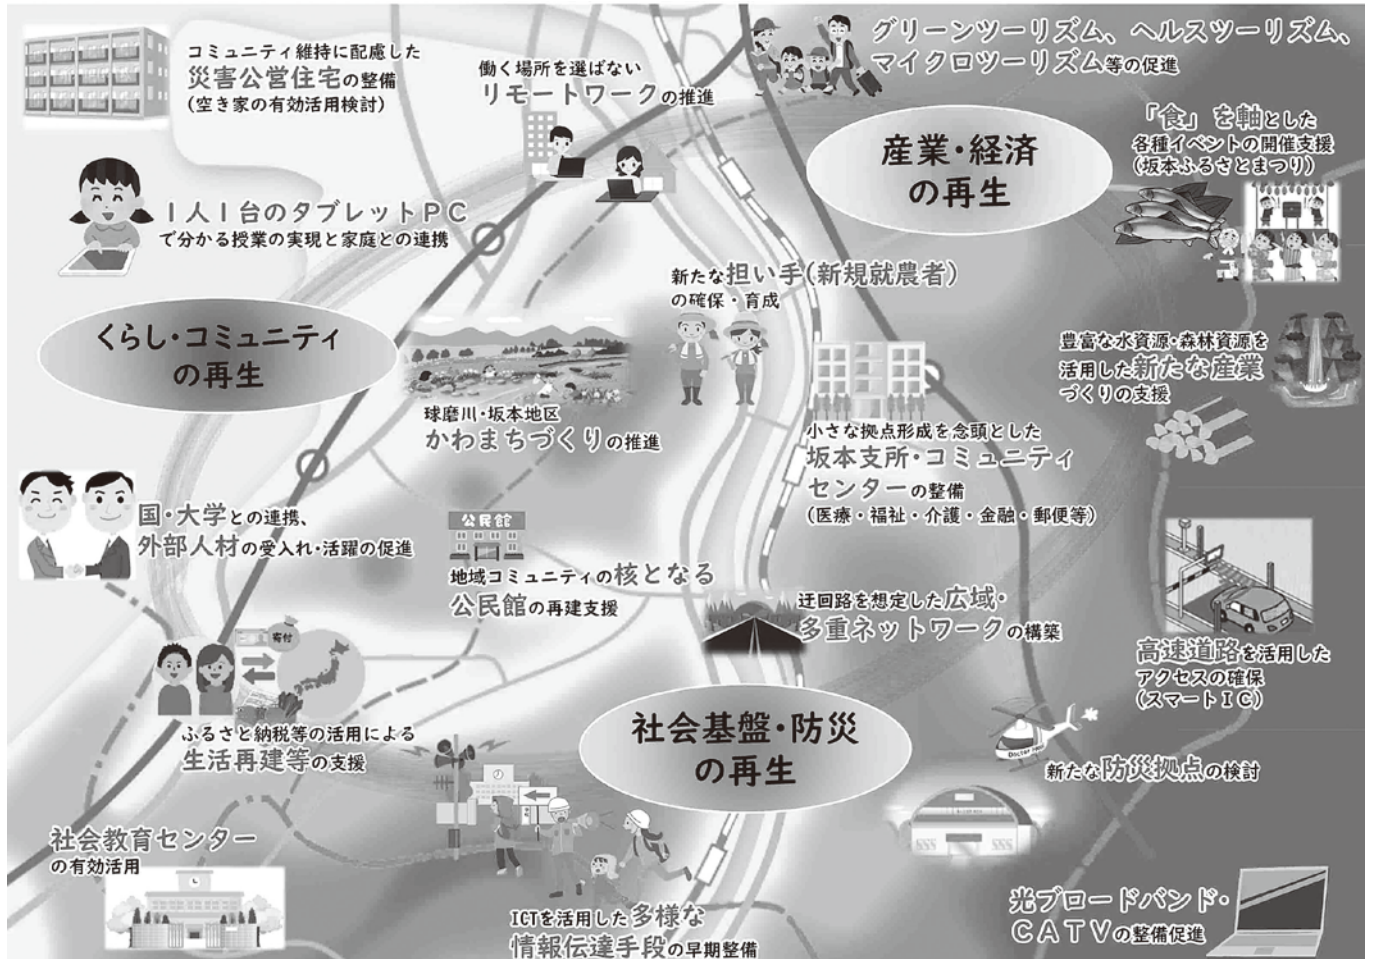 コミュニティ維持に配慮した
災害公営住宅の整備
(空き家の有効活用検討)
働く場所を選ばない
リモートワークの推進
グリーンツーリズム、ヘルスツーリズム、
マイクロツーリズム等の促進
産業・経済
の再生
「食」を軸とした
各種イベントの開催支援
(坂本ふるさとまつり)
1人1台のタブレットPC
で分かる授業の実現と家庭との連携
新たな担い手(新規就農者)
の確保・育成
くらし・コミュニティ
の再生
豊富な水資源・森林資源を
活用した新たな産業
づくりの支援
球磨川・坂本地区
かわまちづくりの推進
小さな拠点形成を念頭とした
坂本支所・コミュニティ
センターの整備
(医療・福祉・介護・金融・郵便等)
国・大学との連携、
外部人材の受入れ・活躍の促進
公民館
地域コミュニティの核となる
公民館の再建支援
迂回路を想定した広域・
多重ネットワークの構築
高速道路を活用した
アクセスの確保
(スマートIC)
寄付
ふるさと納税等の活用による
生活再建等の支援
社会基盤・防災
の再生
新たな防災拠点の検討
社会教育センター
の有効活用
ICTを活用した多様な
情報伝達手段の早期整備
光ブロードバンド・
CATVの整備促進